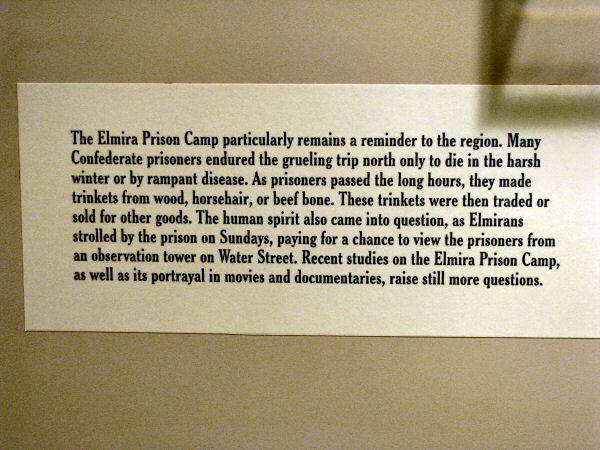 The Elmira Prison Camp particularly remains a reminder to the region. Many
Confederate prisoners endured the grueling trip north only to die in the harsh
winter or by rampant disease. As prisoners passed the long hours, they made
trinkets from wood, horsehair, or beef bone. These trinkets were then traded or
sold for other goods. The human spirit also came into question, as Elmirans
strolled by the prison on Sundays, paying for a chance to view the prisoners from
an observation tower on Water Street. Recent studies on the Elmira Prison Camp,
as well as its portrayal in movies and documentaries, raise still more questions.